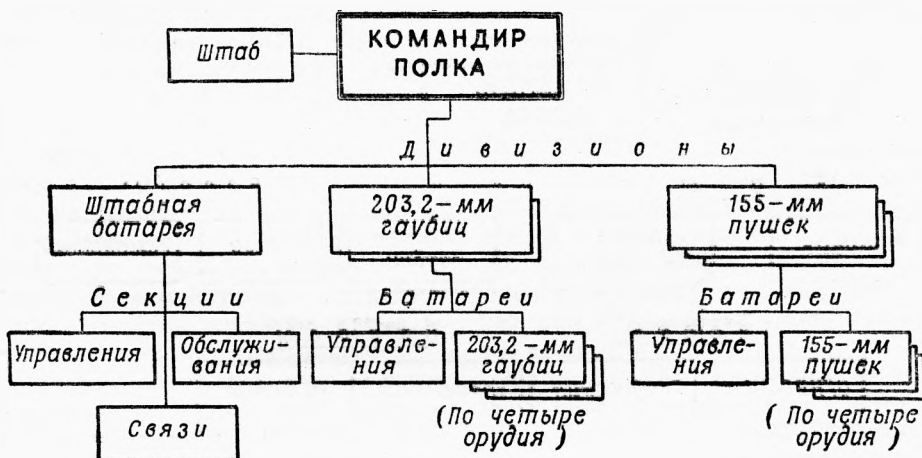 Штаб
КОМАНДИР
ПОЛКА
Дивизионы
Штабная
батарея
203,2-мм
гаубиц
155-мм
пушек
Секции
Батареи
Батареи
Управления
Обслужи-
вания
Управле-
ния
203,2-мм
гаубиц
Управле-
ния
155-мм
пушек
Связи
(По четыре
орудия)
(По четыре
орудия)